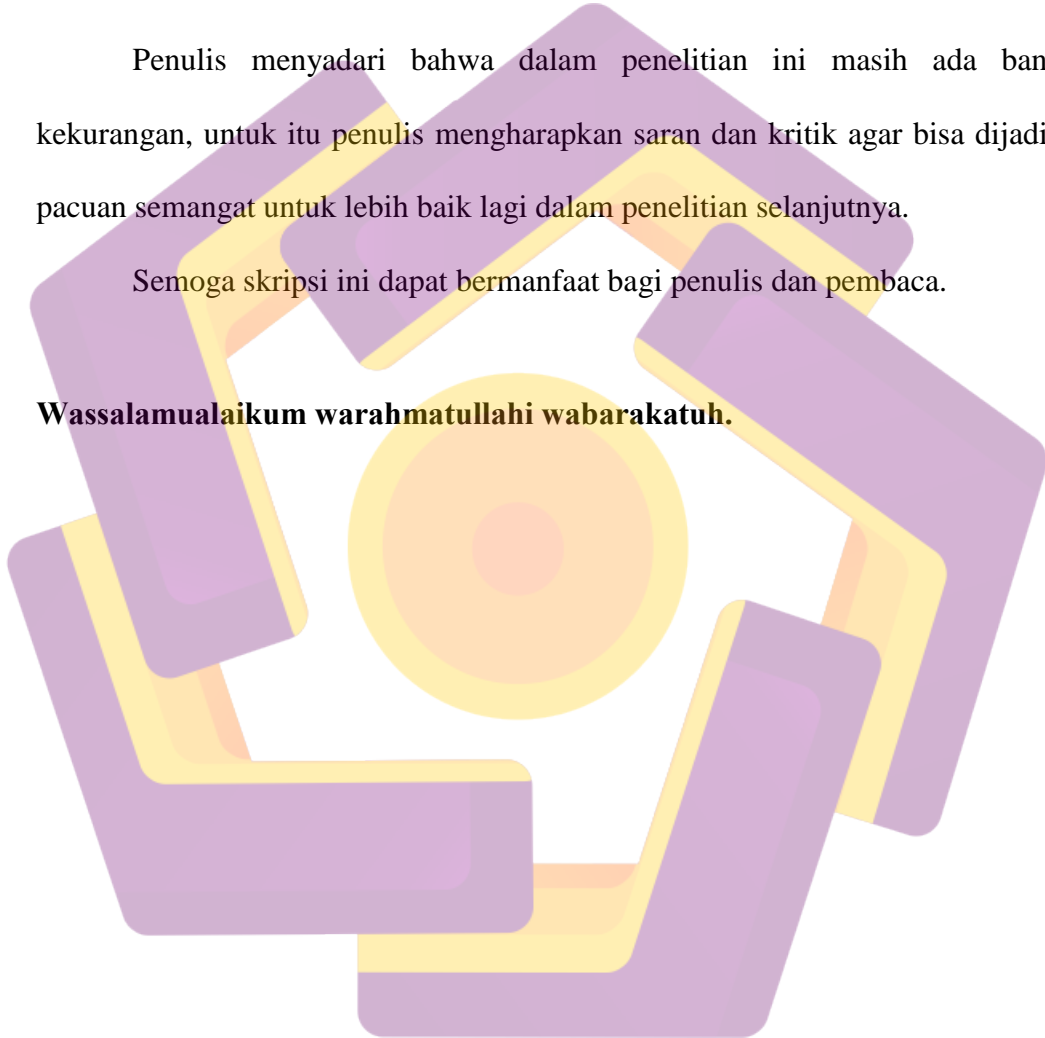 Penulis menyadari bahwa dalam penelitian ini masih ada ban
kekurangan, untuk itu penulis mengharapkan saran dan kritik agar bisa dijadi
pacuan semangat untuk lebih baik lagi dalam penelitian selanjutnya.
Semoga skripsi ini dapat bermanfaat bagi penulis dan pembaca.
Wassalamualaikum warahmatullahi wabarakatuh.